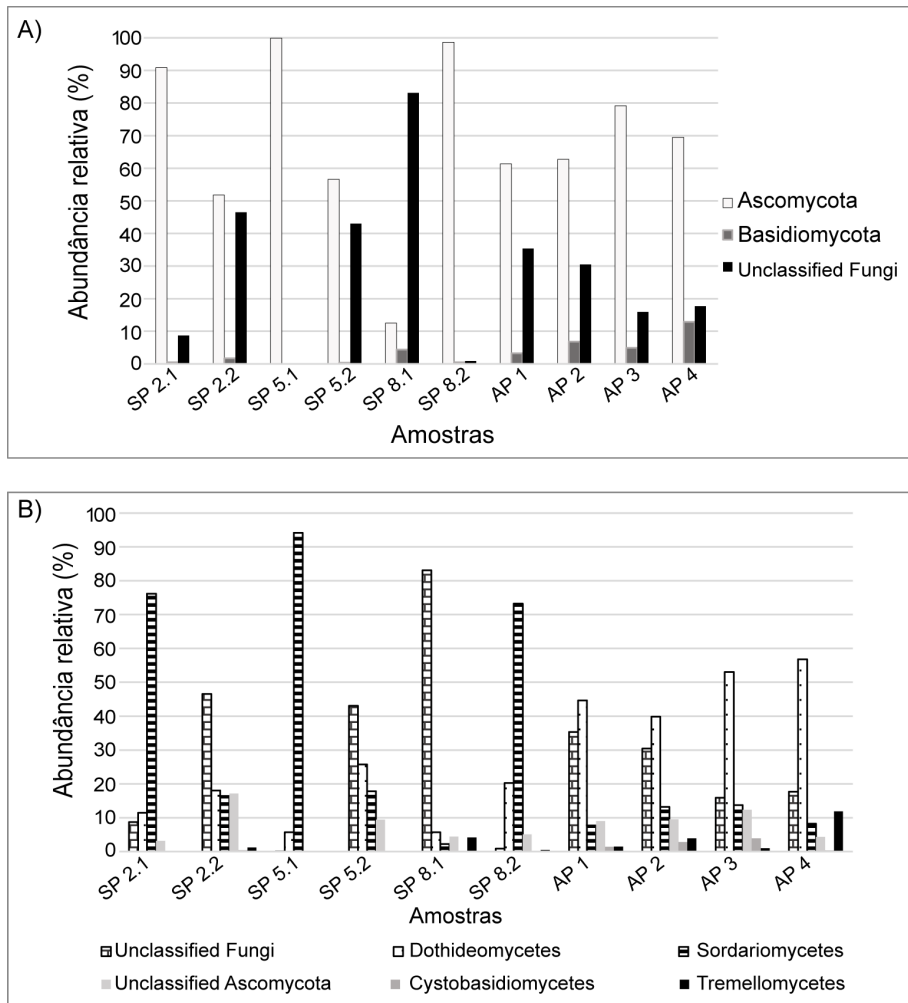 A)
Abundância relativa (%)
100
90
80
70
60
50
40
30
20
10
0
SP 2.1
SP 2.2
SP 5.1
SP 5.2
SP 8.1
SP 8.2
AP 1
AP 2
AP 3
AP 4
Amostras
Ascomycota
Basidiomycota
Unclassified Fungi
B)
Abundância relativa (%)
100
90
80
70
60
50
40
30
20
10
0
SP 2.1
SP 2.2
SP 5.1
SP 5.2
SP 8.1
SP 8.2
AP 1
AP 2
AP 3
AP 4
Amostras
Unclassified Fungi
Dothideomycetes
Sordariomycetes
Unclassified Ascomycota
Cystobasidiomycetes
Tremellomycetes